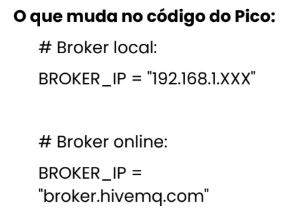 O que muda no código do Pico:
# Broker local:
BROKER_IP = "192.168.1.XXX"
# Broker online:
BROKER_IP =
"broker.hivemq.com"